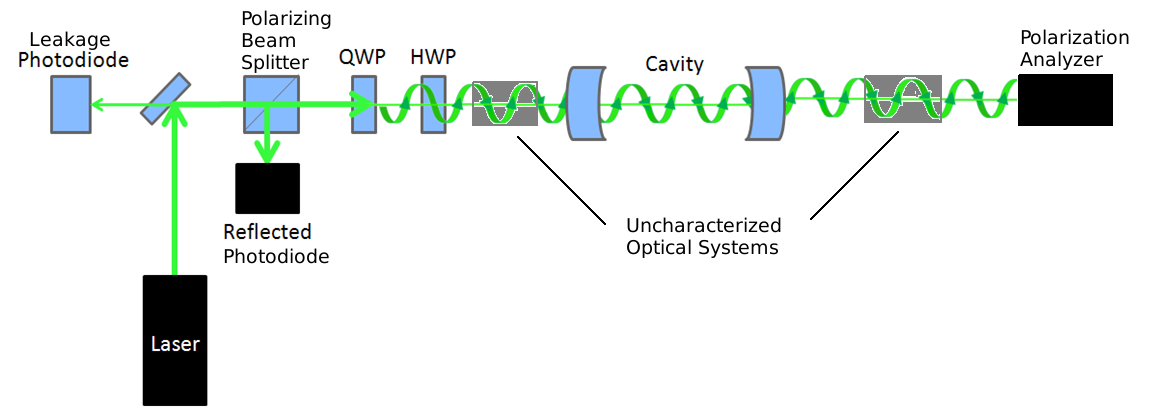 Leakage
Photodiode
Polarizing
Beam
Splitter
QWP
HWP
Cavity
Polarization
Analyzer
Reflected
Photodiode
Uncharacterized
Optical Systems
Laser